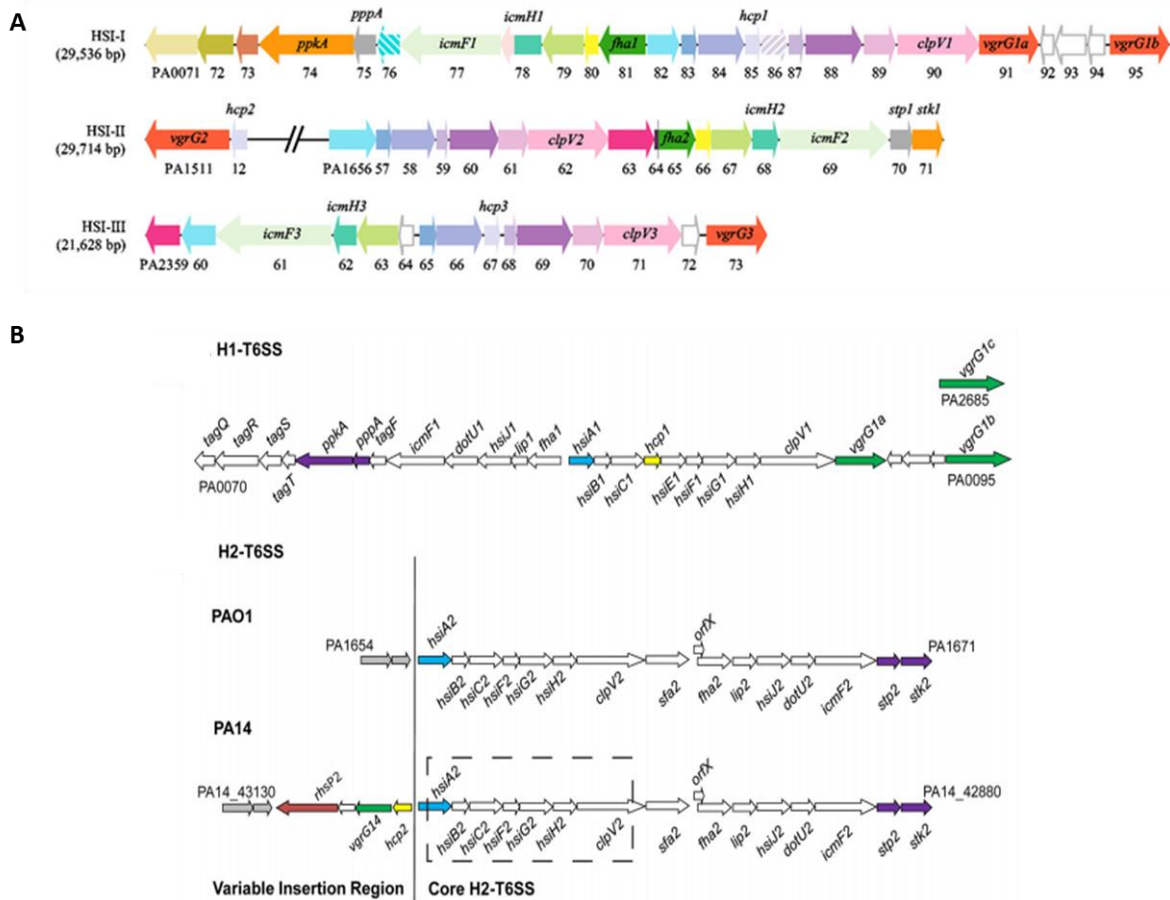 A
HSI-I
(29,536 bp)
pppA icmH1 hcp1
ppkA icmF1 fha1 clpV1 vgrG1a vgrG1b
PA0071 72 73 74 75 76 77 78 79 80 81 82 83 84 85 86 87 88 89 90 91 92 93 94 95
HSI-II
(29,714 bp)
hcp2 icmH2 stp1 stk1
vgrG2 clpV2 fha2 icmF2
PA1511 12 PA1656 57 58 59 60 61 62 63 64 65 66 67 68 69 70 71
HSI-III
(21,628 bp)
icmH3 hcp3
icmF3 clpV3 vgrG3
PA2359 60 61 62 63 64 65 66 67 68 69 70 71 72 73
B
H1-T6SS
vgrG1c
PA2685
tagQ tagR tagS ppkA pppA tagF icmF1 dotU1 hsiJ1 lip1 fha1 hsiA1 hcp1 clpV1 vgrG1a vgrG1b
PA0070 tagT hsiB1 hsiC1 hsiE1 hsiF1 hsiG1 hsiH1 PA0095
H2-T6SS
PAO1
PA1654 hsiA2 orfX PA1671
hsiB2 hsiC2 hsiF2 hsiG2 hsiH2 clpV2 sfa2 fha2 lip2 hsiJ2 dotU2 icmF2 stp2 stk2
PA14
PA14_43130 rhsP2 hsiA2 orfX PA14_42880
vgrG14 hcp2 hsiB2 hsiC2 hsiF2 hsiG2 hsiH2 clpV2 sfa2 fha2 lip2 hsiJ2 dotU2 icmF2 stp2 stk2
Variable Insertion Region Core H2-T6SS